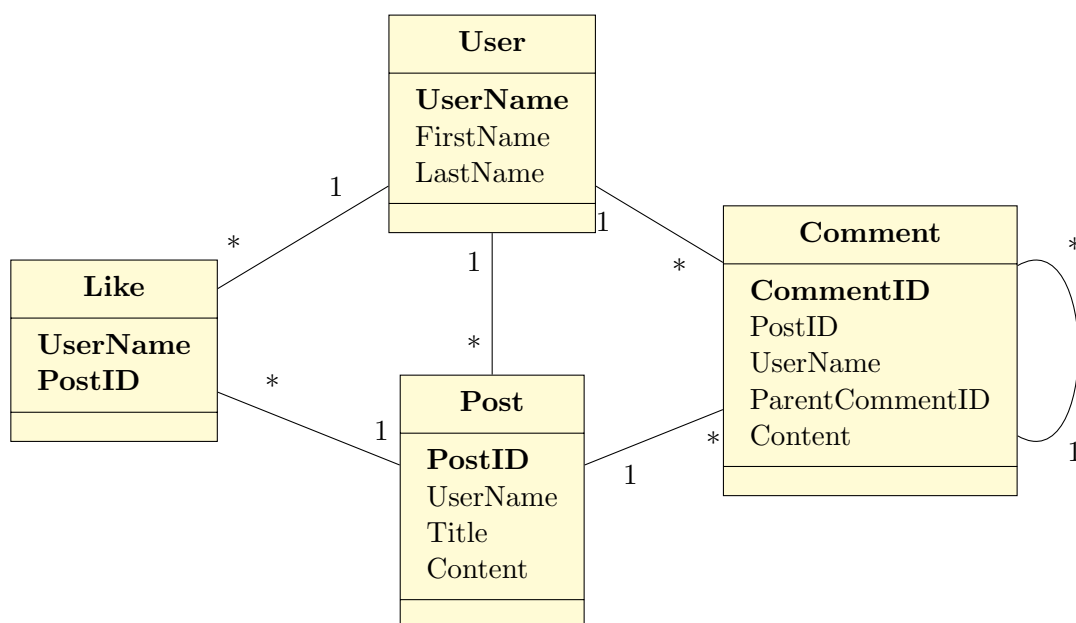 User
UserName
FirstName
LastName
1
1
*
1
*
Comment
*
Like
CommentID
UserName
PostID
PostID
UserName
ParentCommentID
Content
1
*
*
1
Post
*
1
PostID
UserName
Title
Content